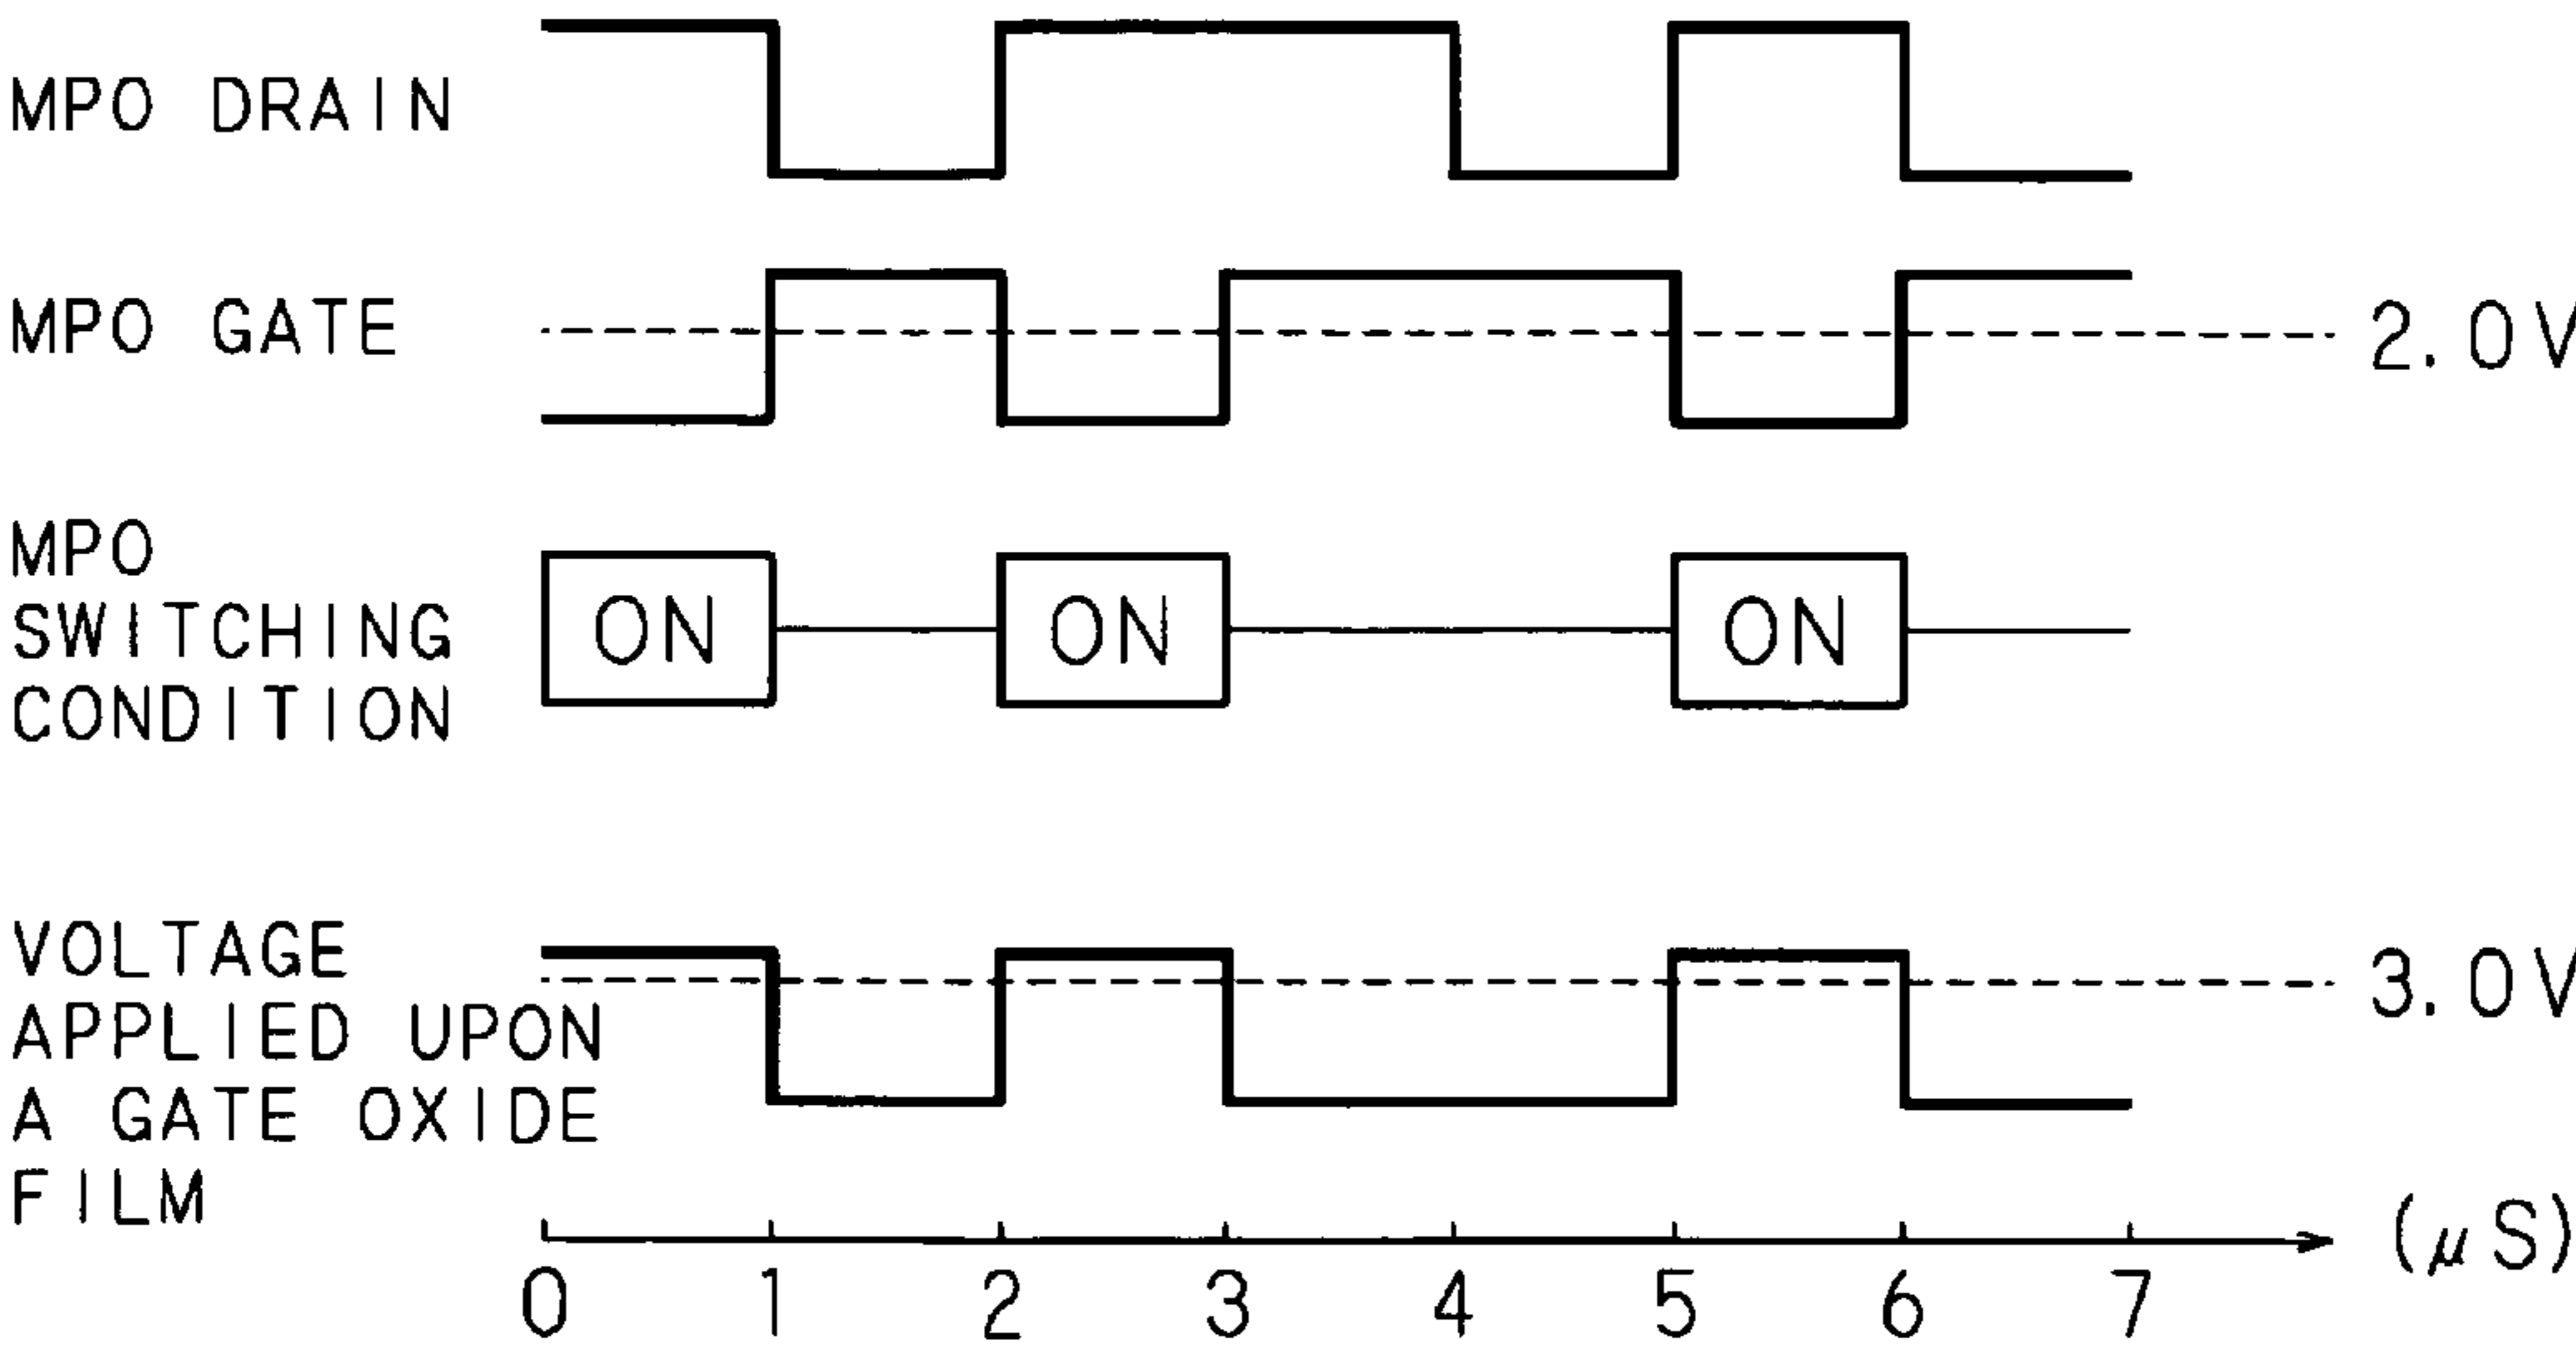 MPO DRAIN
MPO GATE
2.0V
MPO
SWITCHING
CONDITION
ON ON ON
VOLTAGE
APPLIED UPON
A GATE OXIDE
FILM
3.0V
(μS)
0 1 2 3 4 5 6 7